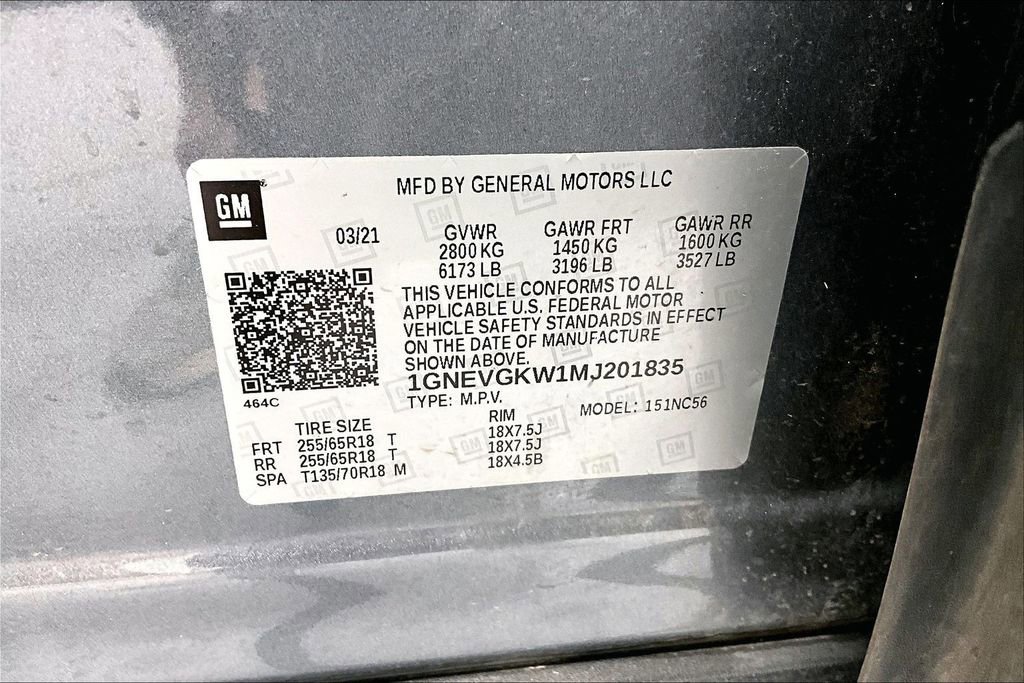 GM
MFD BY GENERAL MOTORS LLC
03/21
GVWR GAWR FRT GAWR RR
2800 KG 1450 KG 1600 KG
6173 LB 3196 LB 3527 LB
THIS VEHICLE CONFORMS TO ALL
APPLICABLE U.S. FEDERAL MOTOR
VEHICLE SAFETY STANDARDS IN EFFECT
ON THE DATE OF MANUFACTURE
SHOWN ABOVE.
1GNEVGKW1MJ201835
464C
TYPE: M.P.V. MODEL: 151NC56
TIRE SIZE RIM
FRT 255/65R18 T 18X7.5J
RR 255/65R18 T 18X7.5J
SPA T135/70R18 M 18X4.5B